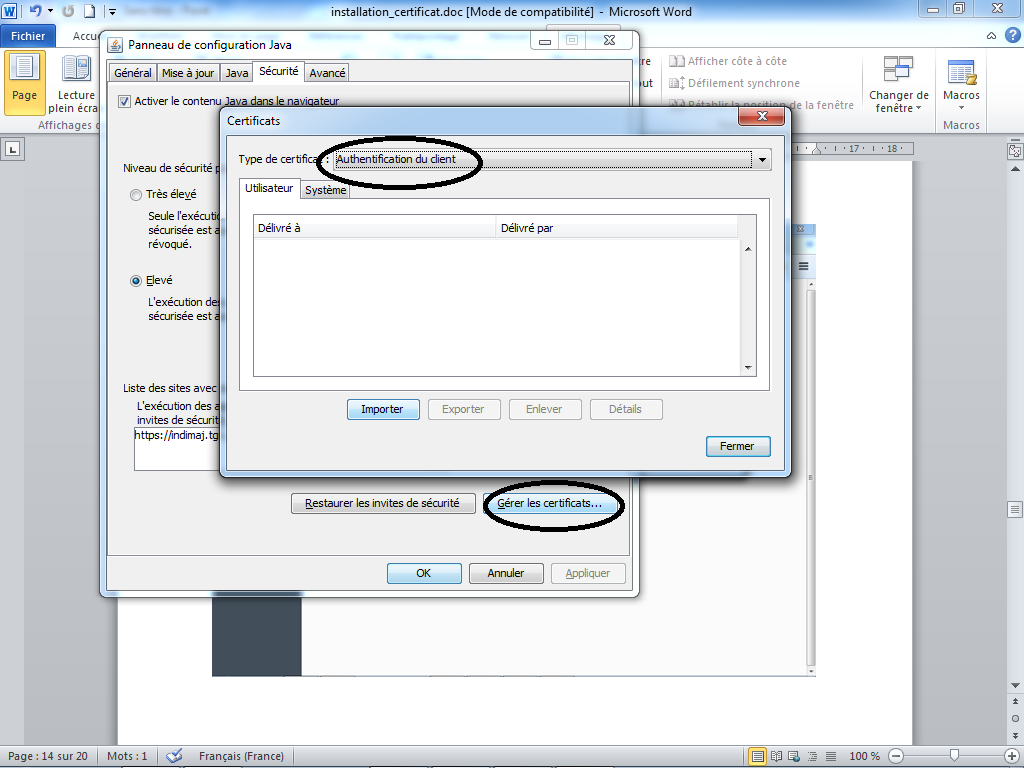 installation_certificat.doc [Mode de compatibilité] - Microsoft Word
Fichier
Accu
Page
Lecture
plein écra
Affichages d
Afficher côte à côte
Défilement synchrone
Rétablir la position de la fenêtre
Changer de
fenêtre
Macros
Macros
17 18
Panneau de configuration Java
Général Mise à jour Java Sécurité Avancé
Activer le contenu Java dans le navigateur
Niveau de sécurité p
Très élevé
Seule l'exécutio
sécurisée est a
révoqué.
Elevé
L'exécution des
sécurisée est a
Liste des sites avec
L'exécution des a
invites de sécurit
https://indimaj.tg
Restaurer les invites de sécurité
Gérer les certificats...
OK Annuler Appliquer
Certificats
Type de certificat :
Authentification du client
Utilisateur Système
Délivré à Délivré par
Importer Exporter Enlever Détails
Fermer
Page : 14 sur 20 Mots : 1 Français (France) 100 %